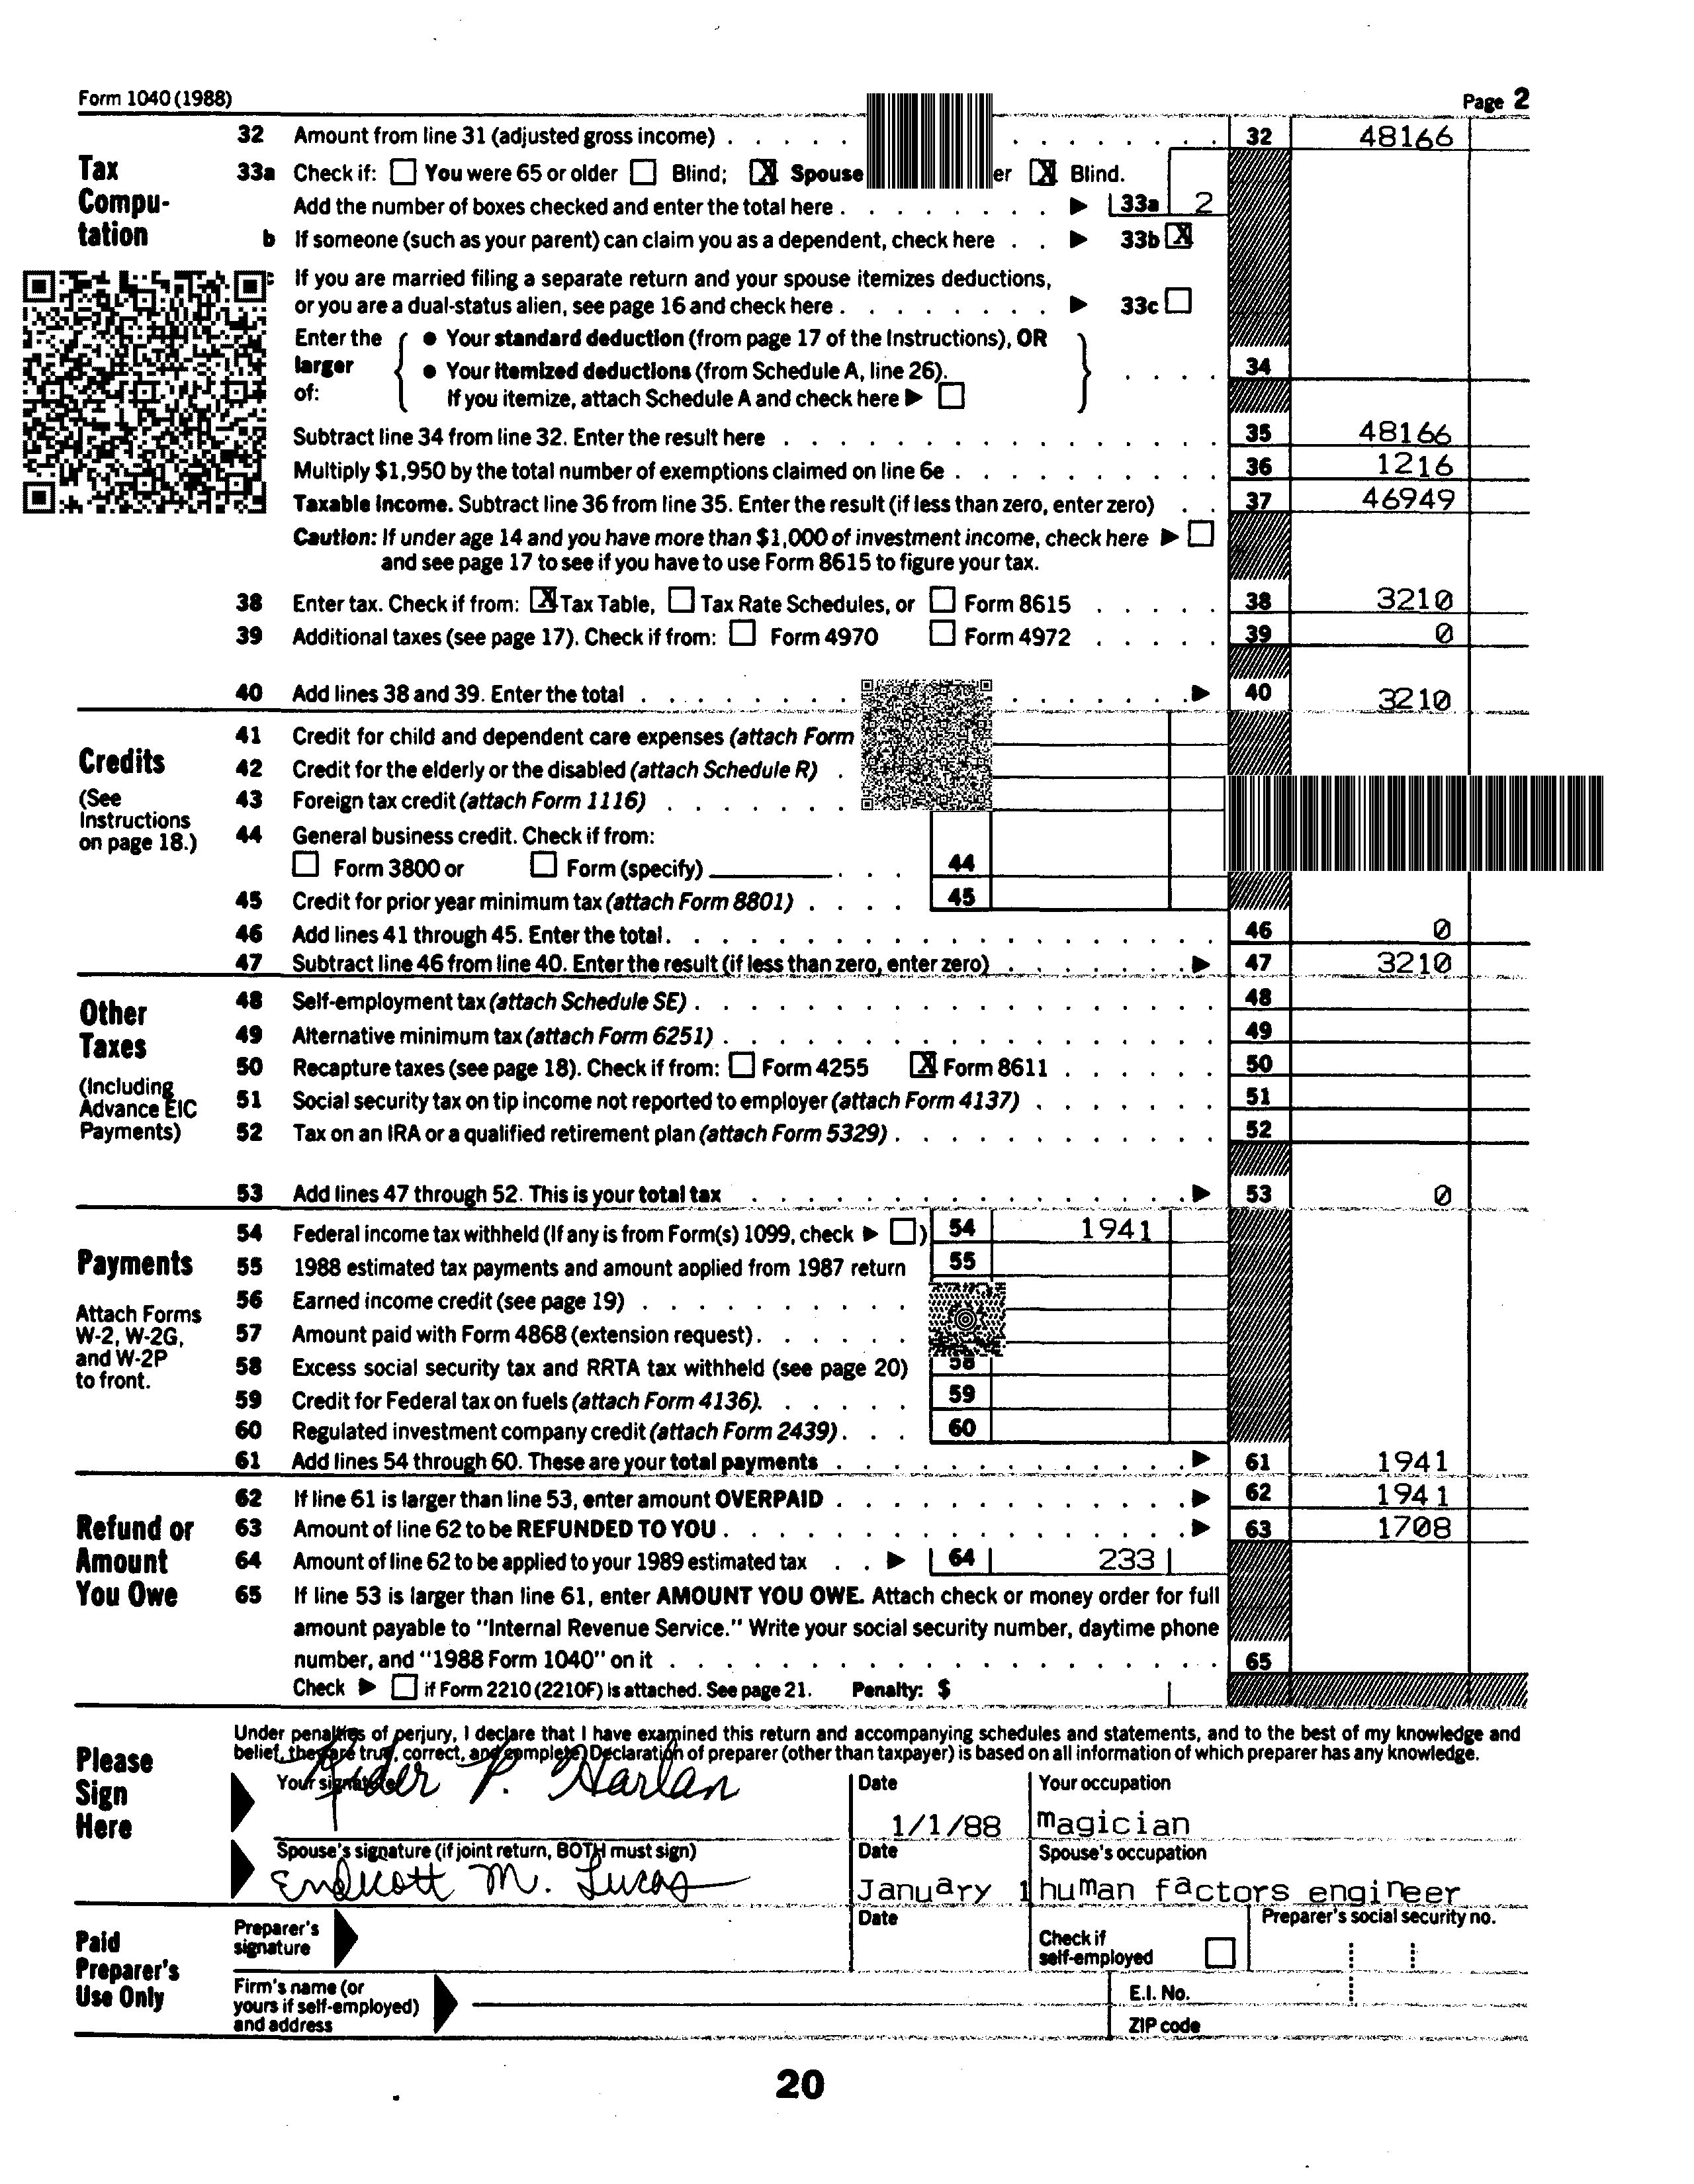 Form 1040 (1988) Page 2
32 Amount from line 31 (adjusted gross income) 32 48166
Tax Compu-tation
33a Check if: You were 65 or older Blind; X Spouse er X Blind.
Add the number of boxes checked and enter the total here 33a 2
b If someone (such as your parent) can claim you as a dependent, check here 33b X
If you are married filing a separate return and your spouse itemizes deductions,
or you are a dual-status alien, see page 16 and check here 33c
Enter the larger of:
● Your standard deduction (from page 17 of the Instructions), OR
● Your itemized deductions (from Schedule A, line 26). 34
If you itemize, attach Schedule A and check here
Subtract line 34 from line 32. Enter the result here 35 48166
Multiply $1,950 by the total number of exemptions claimed on line 6e 36 1216
Taxable income. Subtract line 36 from line 35. Enter the result (if less than zero, enter zero) 37 46949
Caution: If under age 14 and you have more than $1,000 of investment income, check here
and see page 17 to see if you have to use Form 8615 to figure your tax.
38 Enter tax. Check if from: X Tax Table, Tax Rate Schedules, or Form 8615 38 3210
39 Additional taxes (see page 17). Check if from: Form 4970 Form 4972 39 0
40 Add lines 38 and 39. Enter the total 40 3210
Credits
(See Instructions on page 18.)
41 Credit for child and dependent care expenses (attach Form
42 Credit for the elderly or the disabled (attach Schedule R)
43 Foreign tax credit (attach Form 1116)
44 General business credit. Check if from:
Form 3800 or Form (specify) 44
45 Credit for prior year minimum tax (attach Form 8801) 45
46 Add lines 41 through 45. Enter the total 46 0
47 Subtract line 46 from line 40. Enter the result (if less than zero, enter zero) 47 3210
Other Taxes
(Including Advance EIC Payments)
48 Self-employment tax (attach Schedule SE) 48
49 Alternative minimum tax (attach Form 6251) 49
50 Recapture taxes (see page 18). Check if from: Form 4255 X Form 8611 50
51 Social security tax on tip income not reported to employer (attach Form 4137) 51
52 Tax on an IRA or a qualified retirement plan (attach Form 5329) 52
53 Add lines 47 through 52. This is your total tax 53 0
Payments
Attach Forms W-2, W-2G, and W-2P to front.
54 Federal income tax withheld (If any is from Form(s) 1099, check ) 54 1941
55 1988 estimated tax payments and amount applied from 1987 return 55
56 Earned income credit (see page 19)
57 Amount paid with Form 4868 (extension request)
58 Excess social security tax and RRTA tax withheld (see page 20) 58
59 Credit for Federal tax on fuels (attach Form 4136) 59
60 Regulated investment company credit (attach Form 2439) 60
61 Add lines 54 through 60. These are your total payments 61 1941
Refund or Amount You Owe
62 If line 61 is larger than line 53, enter amount OVERPAID 62 1941
63 Amount of line 62 to be REFUNDED TO YOU 63 1708
64 Amount of line 62 to be applied to your 1989 estimated tax 64 233
65 If line 53 is larger than line 61, enter AMOUNT YOU OWE. Attach check or money order for full
amount payable to "Internal Revenue Service." Write your social security number, daytime phone
number, and "1988 Form 1040" on it 65
Check if Form 2210 (2210F) is attached. See page 21. Penalty: $
Please Sign Here
Under penalties of perjury, I declare that I have examined this return and accompanying schedules and statements, and to the best of my knowledge and
belief, they are true, correct, and complete. Declaration of preparer (other than taxpayer) is based on all information of which preparer has any knowledge.
Your signature P. Harlan Date 1/1/88 Your occupation magician
Spouse's signature (if joint return, BOTH must sign) Endicott M. Lucas Date January 1 Spouse's occupation human factors engineer
Paid Preparer's Use Only
Preparer's signature Date Check if self-employed Preparer's social security no.
Firm's name (or yours if self-employed) and address E.I. No.
ZIP code
20